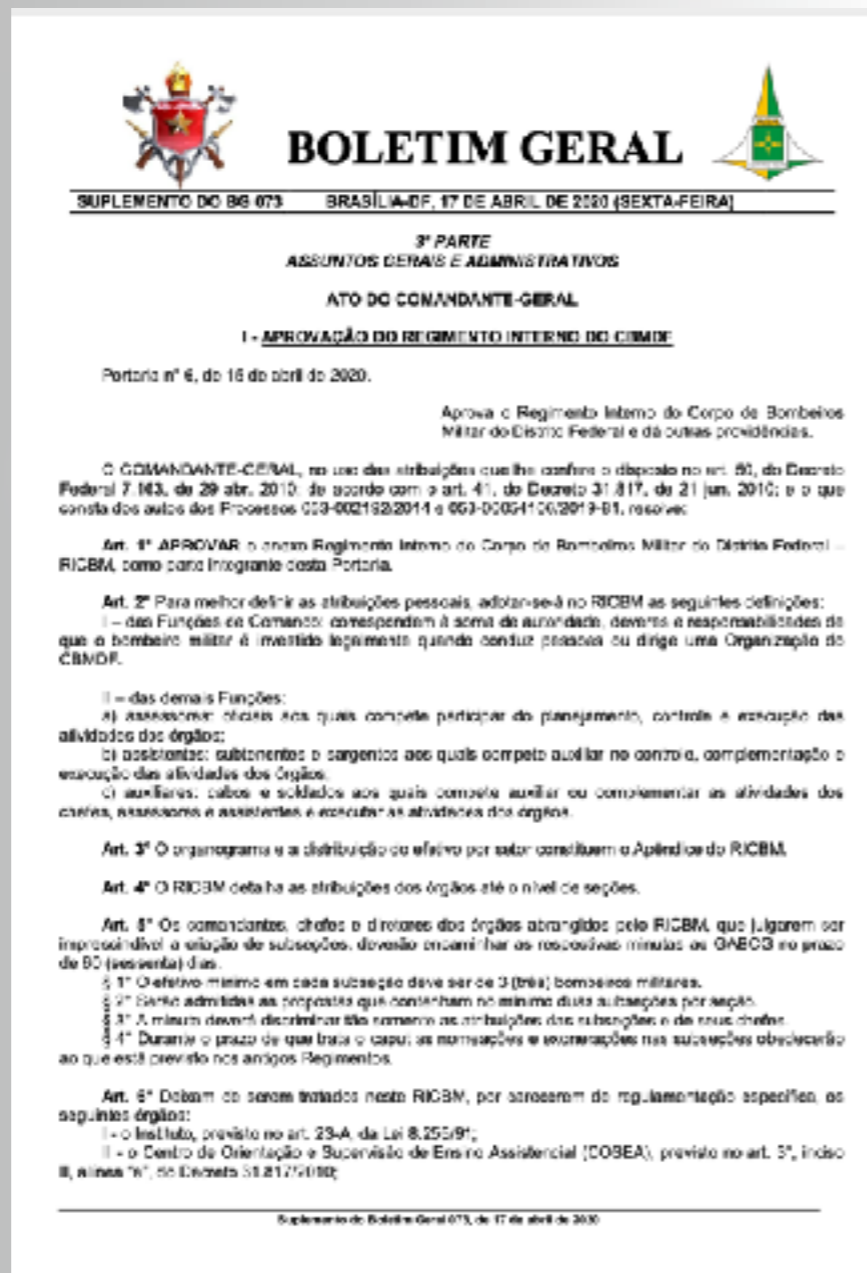 BOLETIM GERAL
SUPLEMENTO DO BG 073 BRASÍLIA-DF, 17 DE ABRIL DE 2020 (SEXTA-FEIRA)
3ª PARTE
ASSUNTOS GERAIS E ADMINISTRATIVOS
ATO DO COMANDANTE-GERAL
I - APROVAÇÃO DO REGIMENTO INTERNO DO CBMDF
Portaria n° 6, de 15 de abril de 2020.
Aprova o Regimento Interno do Corpo de Bombeiros
Militar do Distrito Federal e dá outras providências.
O COMANDANTE-GERAL, no uso das atribuições que lhe confere o disposto no art. 50, do Decreto
Federal 7.163, de 29 abr. 2010; de acordo com o art. 41, do Decreto 31.817, de 21 jun. 2010; e o que
consta dos autos dos Processos 053-002192/2014 e resolve:
Art. 1° APROVAR o anexo Regimento Interno do Corpo de Bombeiros Militar do Distrito Federal –
RICBM, como parte integrante desta Portaria.
Art. 2° Para melhor definir as atribuições pessoais, adotar-se-á no RICBM as seguintes definições:
I – das Funções de Comando: correspondem à soma de autoridade, deveres e responsabilidades de
que o bombeiro militar é investido legalmente quando conduz pessoas ou dirige uma Organização do
CBMDF.
II – das demais Funções:
a) assessores: oficiais aos quais compete participar do planejamento, controle e execução das
atividades dos órgãos;
b) assistentes: subtenentes e sargentos aos quais compete auxiliar no controle, complementação e
execução das atividades dos órgãos;
c) auxiliares: cabos e soldados aos quais compete auxiliar ou complementar as atividades dos
chefes, assessores e assistentes e executar as atividades dos órgãos.
Art. 3° O organograma e a distribuição do efetivo por setor constituem o Apêndice do RICBM.
Art. 4° O RICBM detalha as atribuições dos órgãos até o nível de seções.
Art. 5° Os comandantes, chefes e diretores dos órgãos abrangidos pelo RICBM, que julgarem ser
imprescindível a criação de subseções, deverão encaminhar as respectivas minutas ao GABCG no prazo
de 60 (sessenta) dias.
§ 1° O efetivo mínimo em cada subseção deve ser de 3 (três) bombeiros militares.
§ 2° Serão admitidas as propostas que contenham no mínimo duas subseções por seção.
§ 3° A minuta deverá discriminar tão somente as atribuições das subseções e de seus chefes.
§ 4° Durante o prazo de que trata o caput as nomeações e exonerações nas subseções obedecerão
ao que está previsto nos antigos Regimentos.
Art. 6° Deixam de serem tratados neste RICBM, por carecerem de regulamentação específica, os
seguintes órgãos:
I - o Instituto, previsto no art. 23-A, da Lei 8.255/91;
II - o Centro de Orientação e Supervisão de Ensino Assistencial (COSEA), previsto no art. 3°, inciso
II, alínea "e", do Decreto 31.817/2010;
Suplemento do Boletim Geral 073, de 17 de abril de 2020